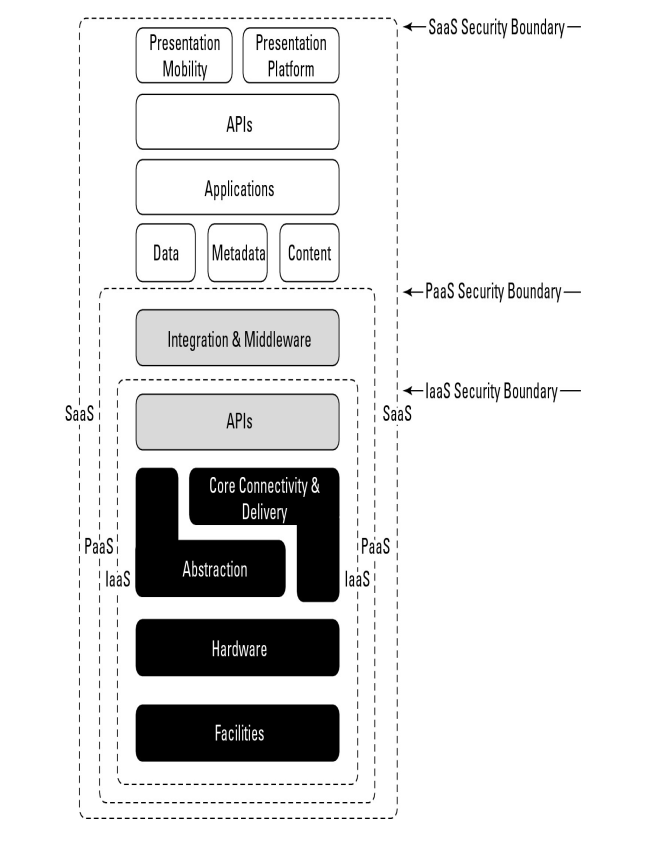 SaaS Security Boundary
Presentation
Mobility
Presentation
Platform
APIs
Applications
Data
Metadata
Content
PaaS Security Boundary
Integration & Middleware
IaaS Security Boundary
SaaS
SaaS
APIs
Core Connectivity &
Delivery
PaaS
PaaS
Abstraction
IaaS
IaaS
Hardware
Facilities